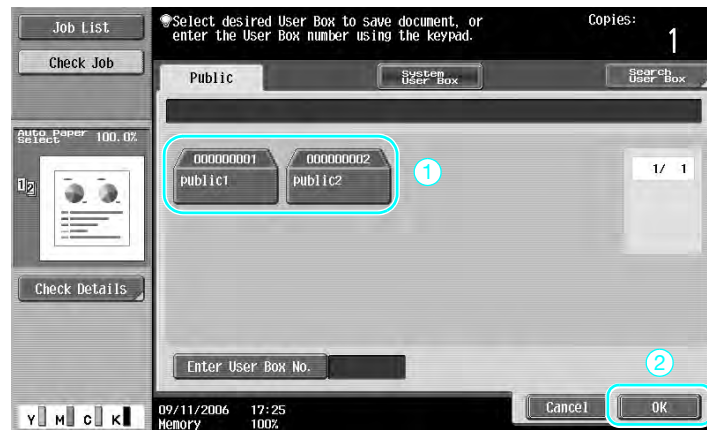 Job List
Check Job
Select desired User Box to save document, or
enter the User Box number using the keypad.
Copies:
1
Public
System
User Box
Search
User Box
Auto Paper
Select
100.0%
1 2
000000001
public1
000000002
public2
1
1/ 1
Check Details
Enter User Box No.
2
Y M C K
09/11/2006 17:25
Memory 100%
Cancel
OK